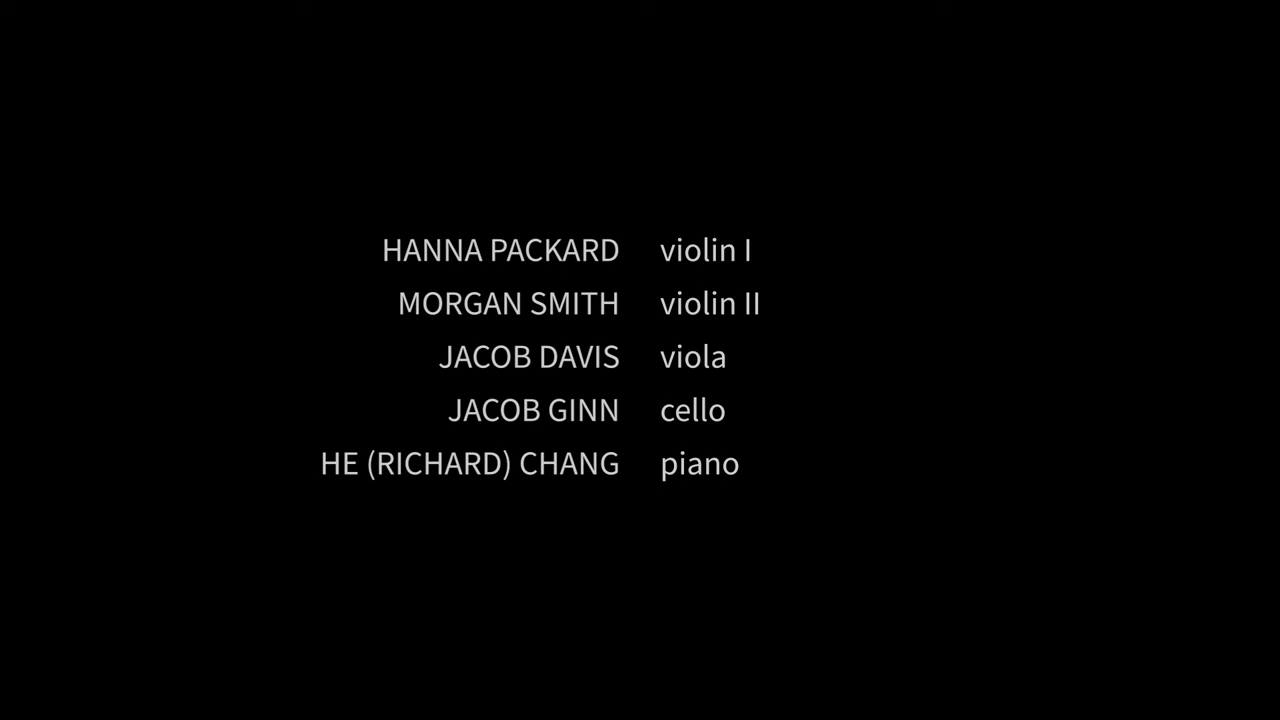 HANNA PACKARD violin I
MORGAN SMITH violin II
JACOB DAVIS viola
JACOB GINN cello
HE (RICHARD) CHANG piano